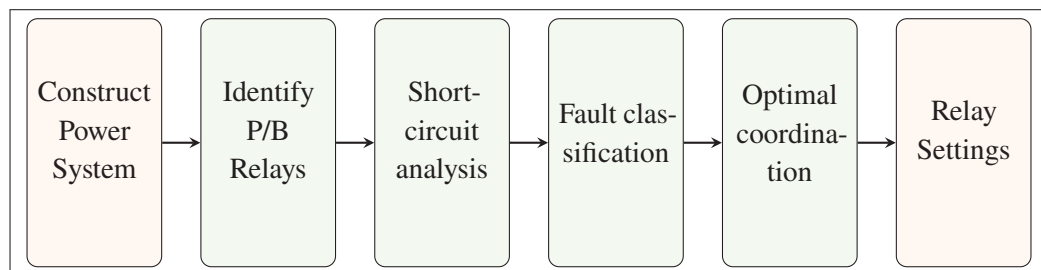 Construct
Power
System
Identify
P/B
Relays
Short-
circuit
analysis
Fault clas-
sification
Optimal
coordina-
tion
Relay
Settings